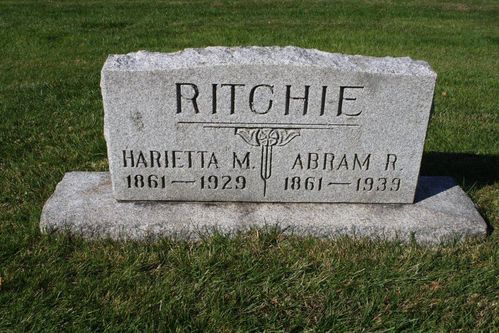 RITCHIE
HARIETTA M. ABRAM R.
1861 — 1929 1861 — 1939